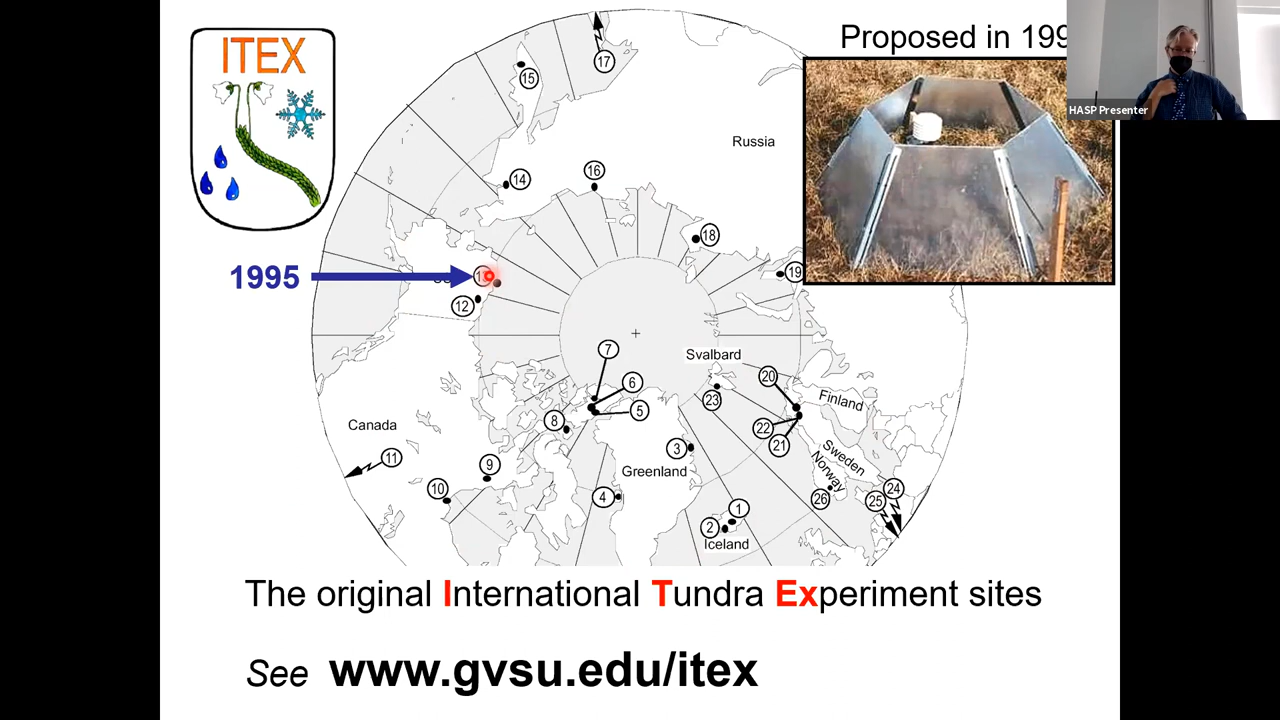 ITEX
Proposed in 199
HASP Presenter
17
15
Russia
16
14
18
19
1995
12
7
Svalbard
6
20
23
Finland
5
8
22
21
Canada
3
Sweden
11
9
Greenland
Norway
10
4
26
24
25
1
2
Iceland
The original International Tundra Experiment sites
See www.gvsu.edu/itex